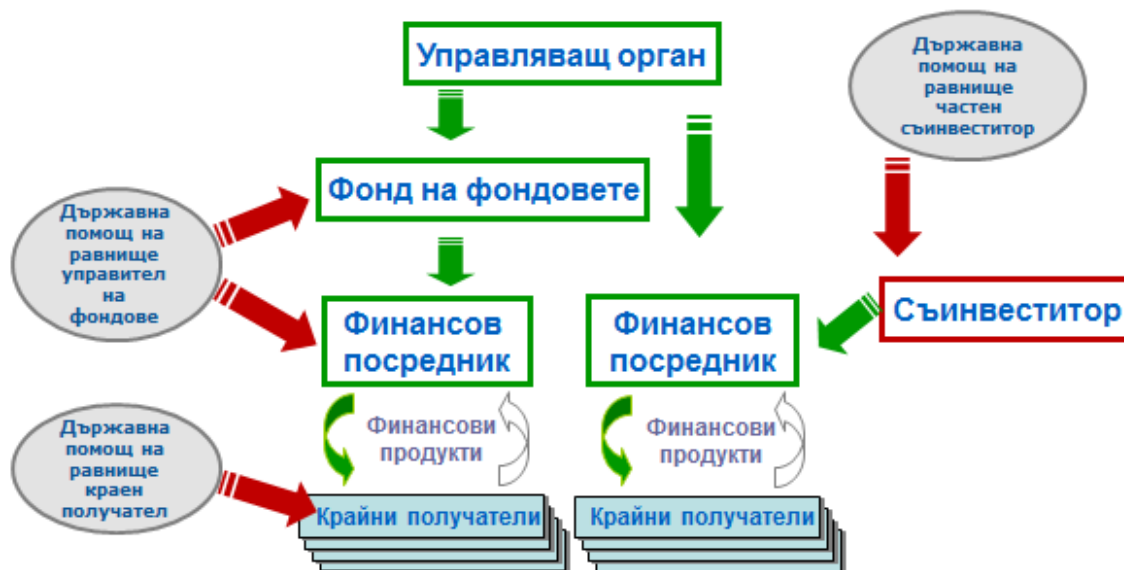 Управляващ орган
Държавна
помощ на
равнище
частен
съинвеститор
Фонд на фондовете
Държавна
помощ на
равнище
управител
на
фондове
Финансов
посредник
Финансов
посредник
Съинвеститор
Финансови
продукти
Финансови
продукти
Държавна
помощ на
равнище
краен
получател
Крайни получатели
Крайни получатели